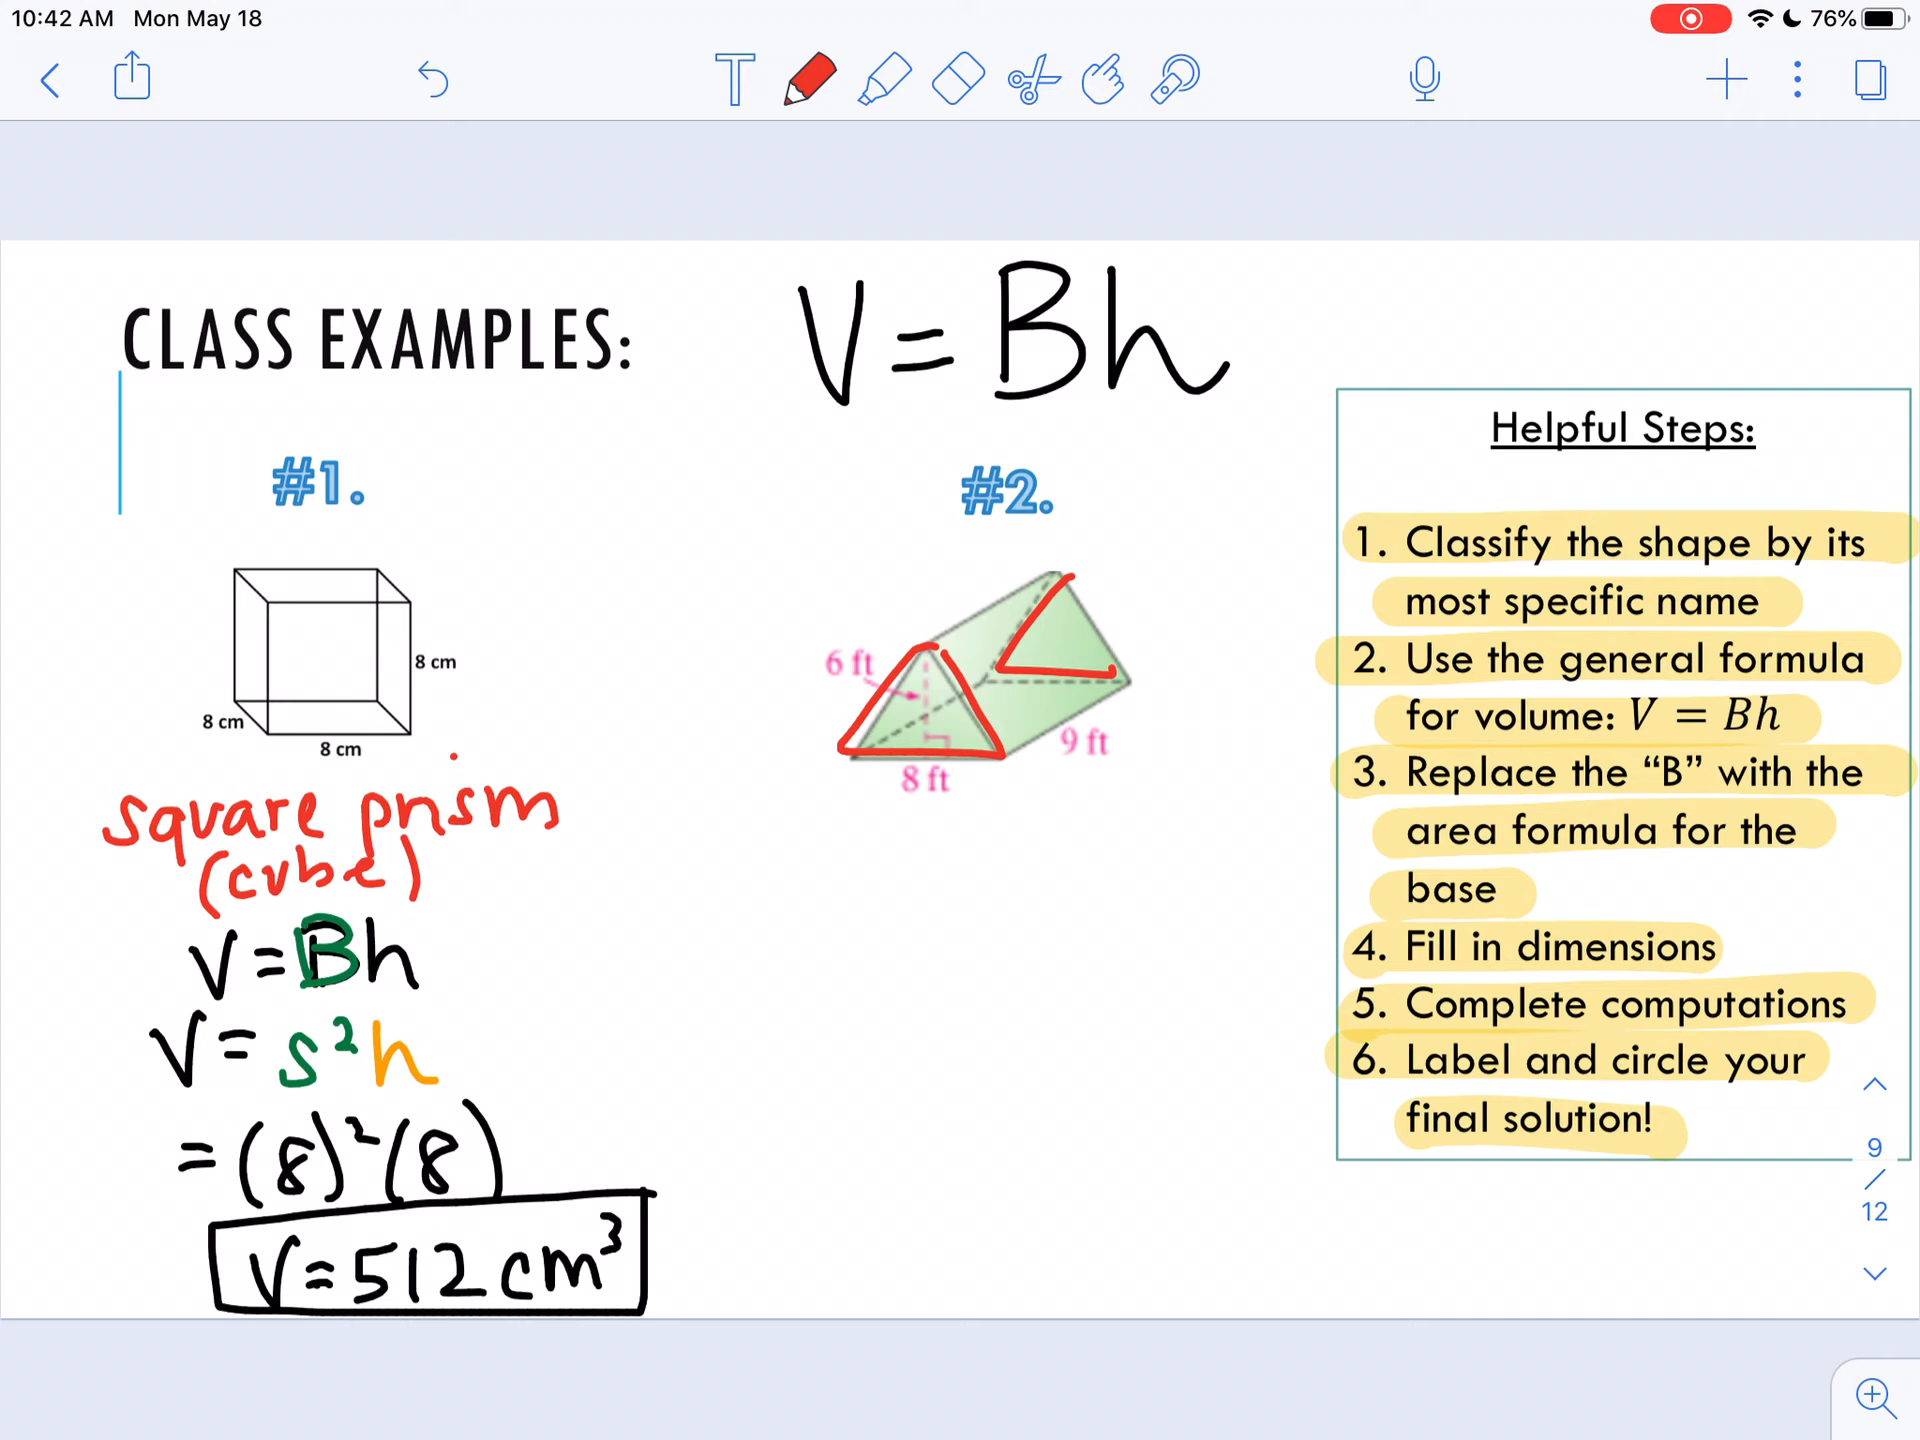 10:42 AM Mon May 18
76%
T
CLASS EXAMPLES:
V = Bh
#1.
8 cm
8 cm
8 cm
square prism
(cube)
V = Bh
V = s²h
= (8)²(8)
V = 512 cm³
#2.
6 ft
9 ft
8 ft
Helpful Steps:
1. Classify the shape by its
most specific name
2. Use the general formula
for volume: V = Bh
3. Replace the “B” with the
area formula for the
base
4. Fill in dimensions
5. Complete computations
6. Label and circle your
final solution!
9
/
12